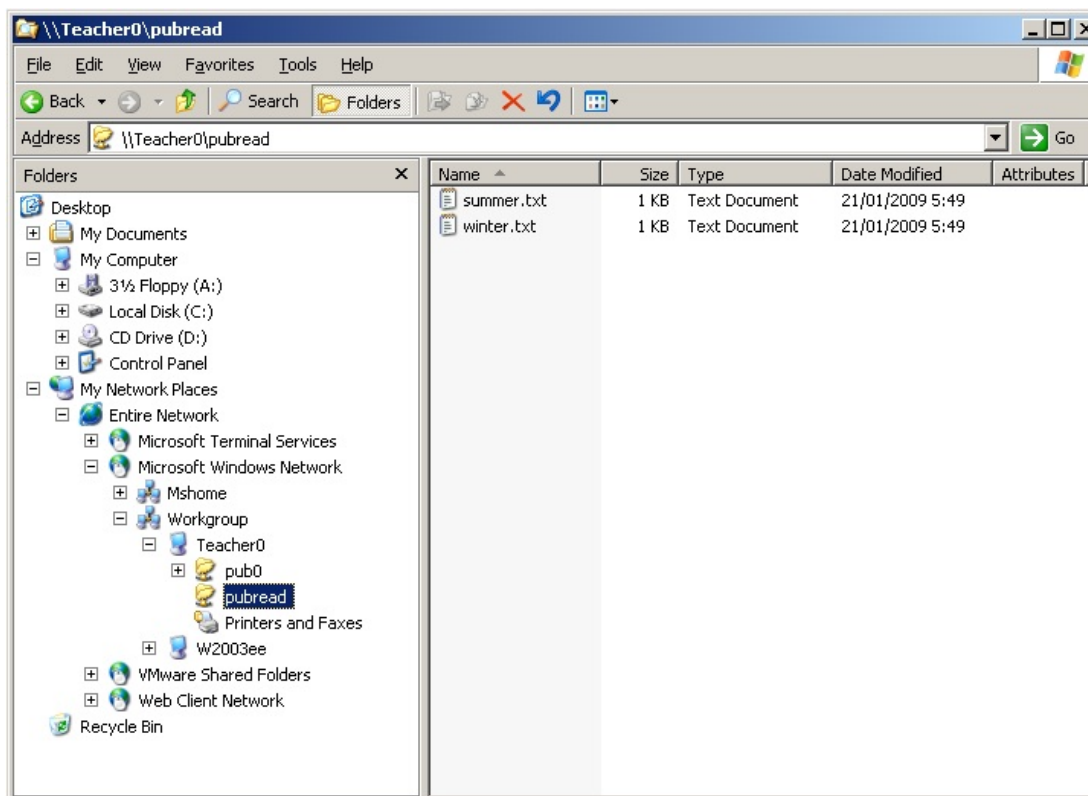 \\Teacher0\pubread
File Edit View Favorites Tools Help
Back Search Folders
Address \\Teacher0\pubread Go
Folders
Desktop
My Documents
My Computer
3½ Floppy (A:)
Local Disk (C:)
CD Drive (D:)
Control Panel
My Network Places
Entire Network
Microsoft Terminal Services
Microsoft Windows Network
Mshome
Workgroup
Teacher0
pub0
pubread
Printers and Faxes
W2003ee
VMware Shared Folders
Web Client Network
Recycle Bin
Name Size Type Date Modified Attributes
summer.txt 1 KB Text Document 21/01/2009 5:49
winter.txt 1 KB Text Document 21/01/2009 5:49